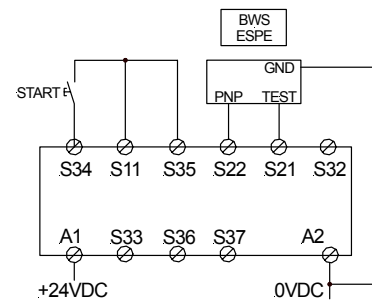 BWS
ESPE
GND
START
PNP TEST
S34 S11 S35 S22 S21 S32
A1 S33 S36 S37 A2
+24VDC 0VDC